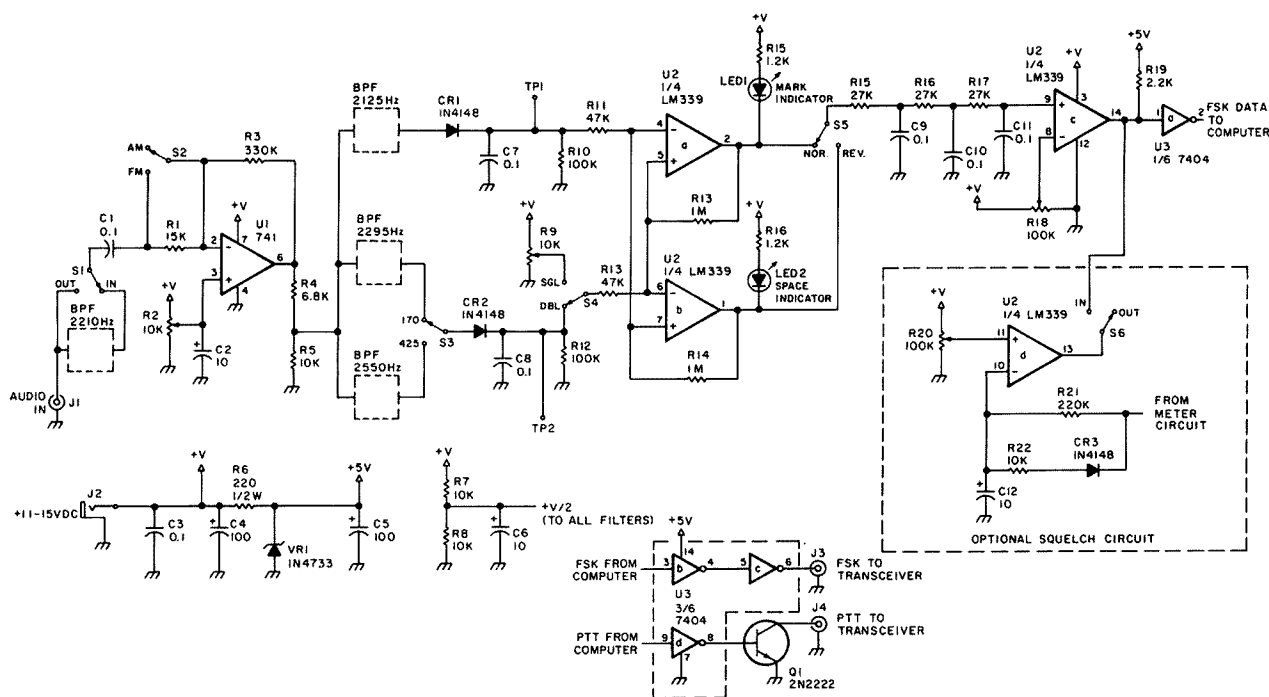 AM
FM
S2
R3
330K
C1
0.1
R1
15K
+V
U1
741
2
7
3
6
4
S1
OUT
IN
BPF
2210Hz
R2
10K
C2
10
AUDIO
IN
J1
R4
6.8K
R5
10K
BPF
2125Hz
BPF
2295Hz
BPF
2550Hz
170
425
S3
CR1
1N4148
C7
0.1
TP1
R10
100K
R11
47K
CR2
1N4148
C8
0.1
TP2
R12
100K
+V
R9
10K
SGL
DBL
S4
R13
47K
U2
1/4
LM339
4
5
a
2
R13
1M
U2
1/4 LM339
6
7
b
1
R14
1M
+V
R15
1.2K
LED1
MARK
INDICATOR
+V
R16
1.2K
LED2
SPACE
INDICATOR
S5
NOR.
REV.
R15
27K
R16
27K
R17
27K
C9
0.1
C10
0.1
C11
0.1
U2
1/4
LM339
+V
9
8
3
c
14
12
+V
R18
100K
+5V
R19
2.2K
1
a
2
U3
1/6 7404
FSK DATA
TO
COMPUTER
U2
1/4 LM339
R20
100K
11
10
d
13
IN
OUT
S6
R21
220K
FROM
METER
CIRCUIT
R22
10K
CR3
1N4148
C12
10
OPTIONAL SQUELCH CIRCUIT
J2
+11-15VDC
C3
0.1
+V
C4
100
R6
220
1/2W
VR1
1N4733
+5V
C5
100
+V
R7
10K
R8
10K
C6
10
+V/2
(TO ALL FILTERS)
+5V
14
FSK FROM
COMPUTER
3
b
4
5
c
6
J3
FSK TO
TRANSCEIVER
U3
3/6
7404
PTT FROM
COMPUTER
9
d
8
7
Q1
2N2222
J4
PTT TO
TRANSCEIVER